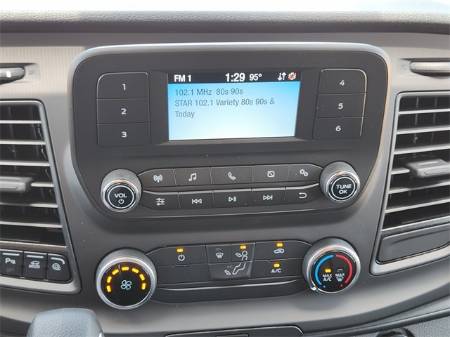 FM 1 1:29 95°
102.1 MHz 80s 90s
STAR 102.1 Variety 80s 90s &
Today
1
2
3
4
5
6
VOL
TUNE
OK
A/C
MAX
A/C
MAX